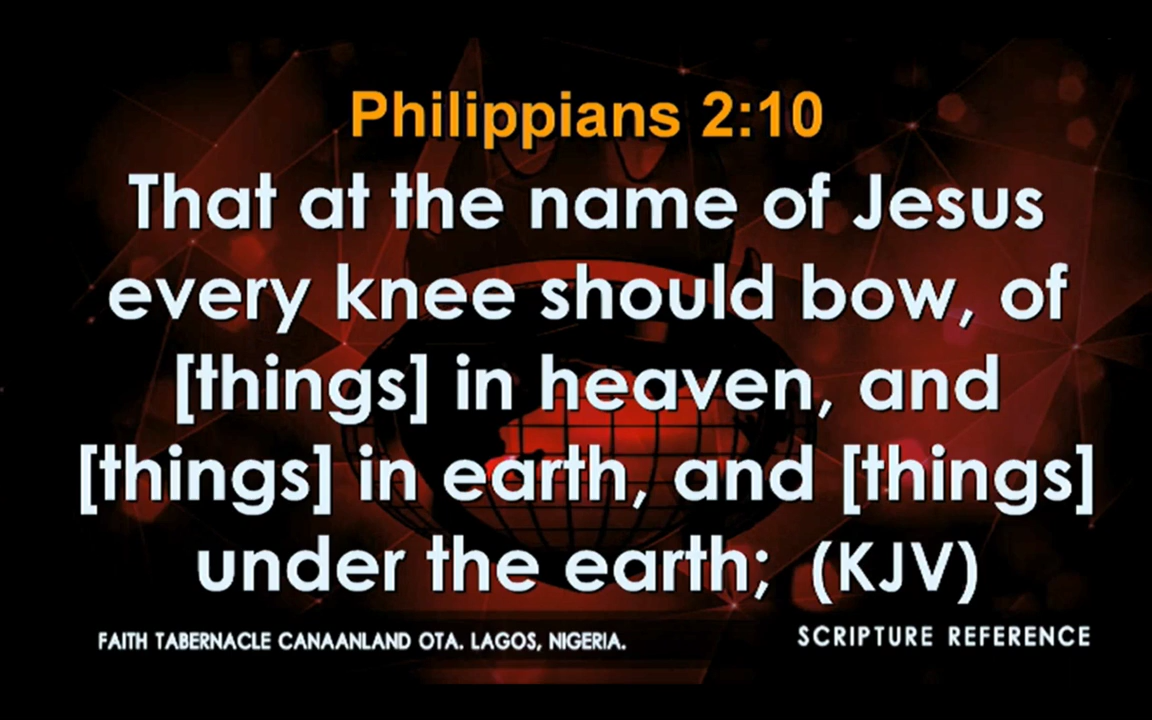 Philippians 2:10
That at the name of Jesus
every knee should bow, of
[things] in heaven, and
[things] in earth, and [things]
under the earth; (KJV)
FAITH TABERNACLE CANAANLAND OTA. LAGOS, NIGERIA.
SCRIPTURE REFERENCE